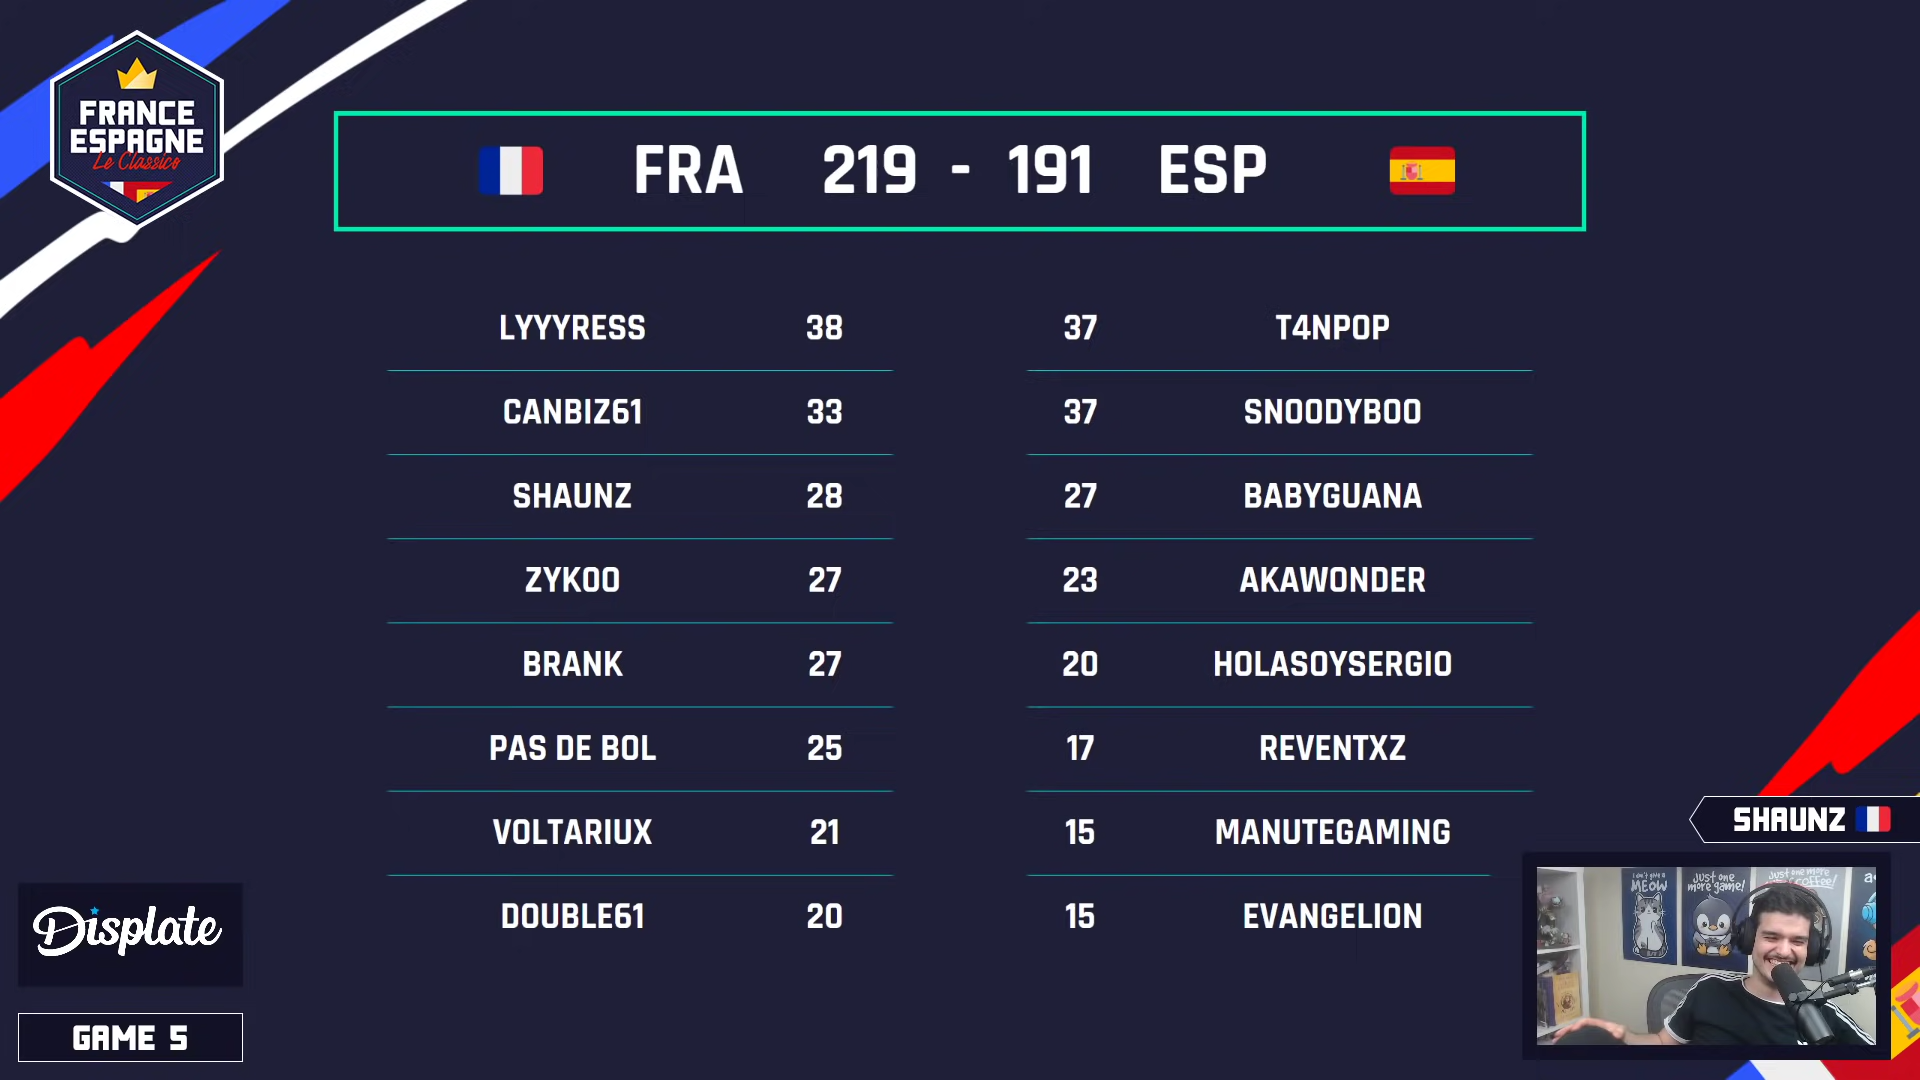 FRANCE
ESPAGNE
Le Classico
FRA 219 - 191 ESP
LYYYRESS 38 37 T4NPOP
CANBIZ61 33 37 SNOODYBOO
SHAUNZ 28 27 BABYGUANA
ZYKOO 27 23 AKAWONDER
BRANK 27 20 HOLASOYSERGIO
PAS DE BOL 25 17 REVENTXZ
VOLTARIUX 21 15 MANUTEGAMING
DOUBLE61 20 15 EVANGELION
SHAUNZ
I don't give a
MEOW
Just one
more game!
Just one more
coffee!
Displate
GAME 5